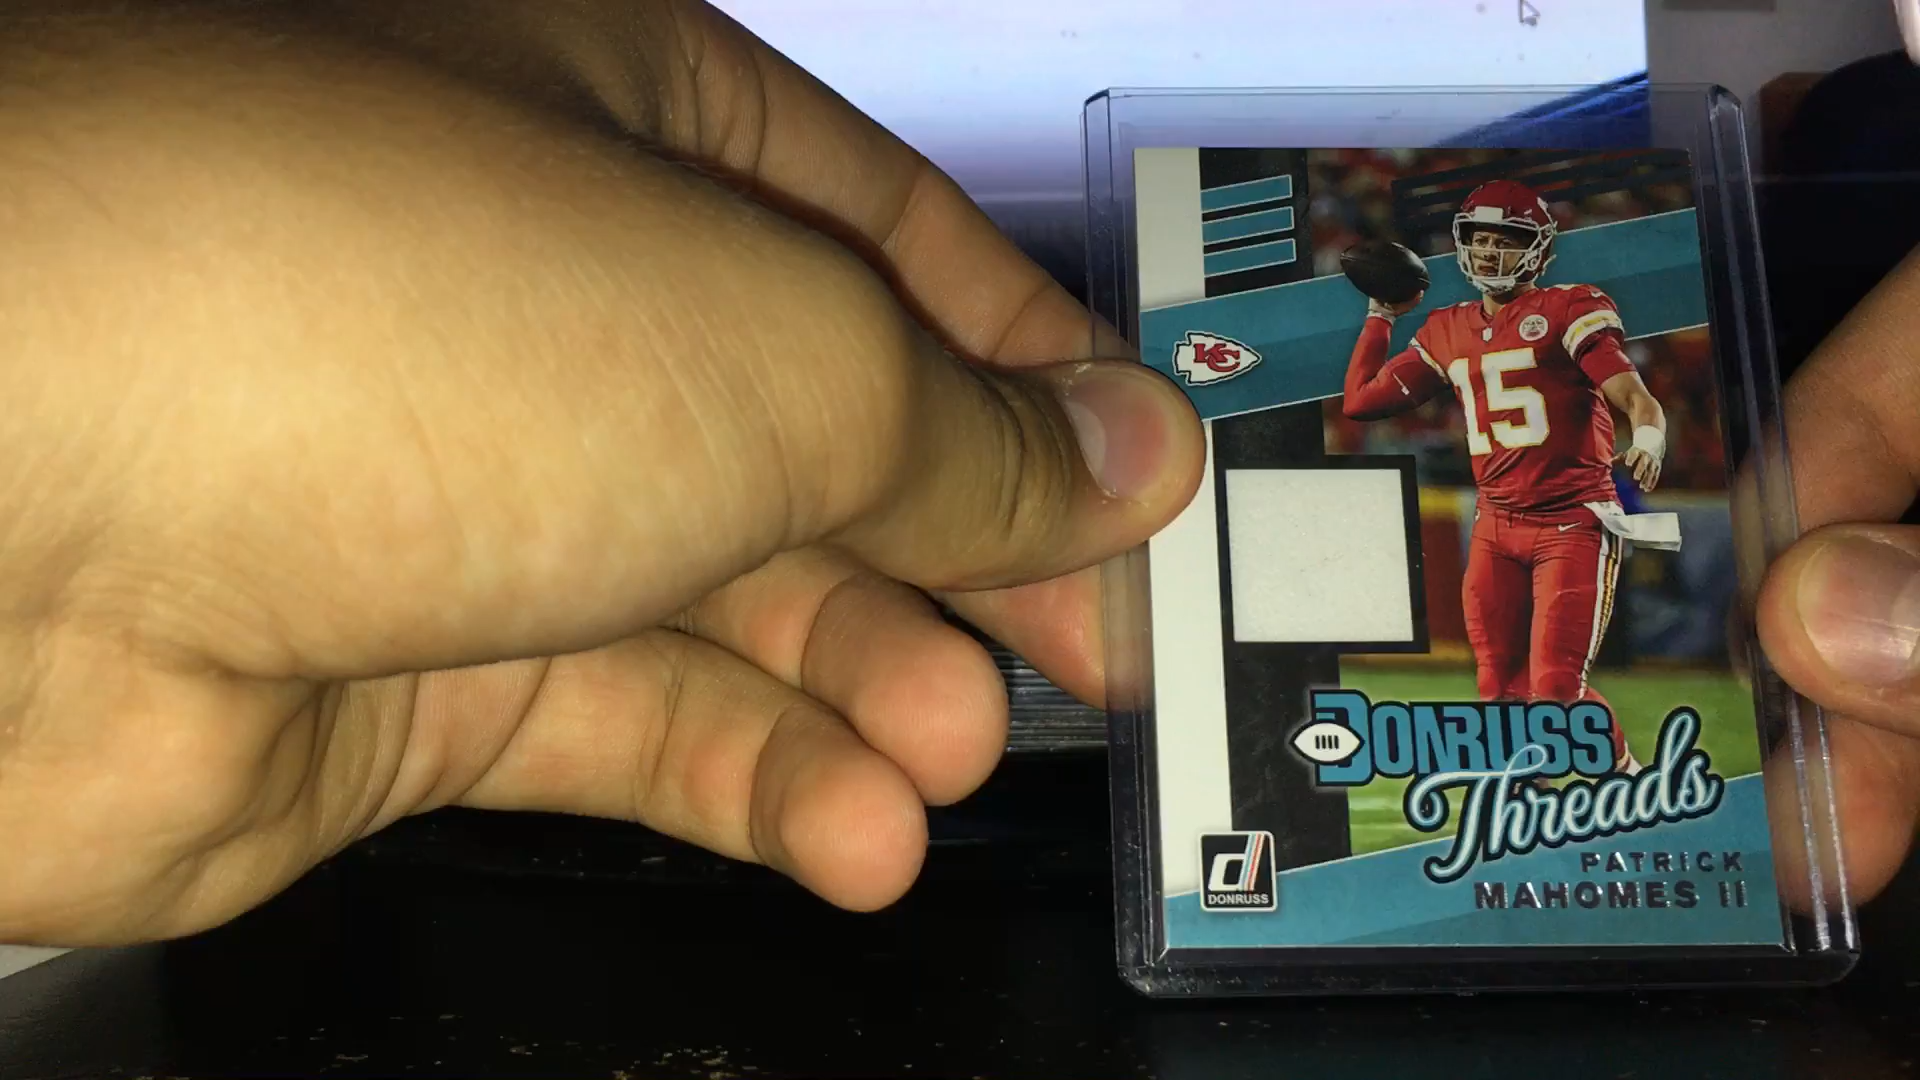 KC
15
DONRUSS
Threads
PATRICK
MAHOMES II
d
DONRUSS